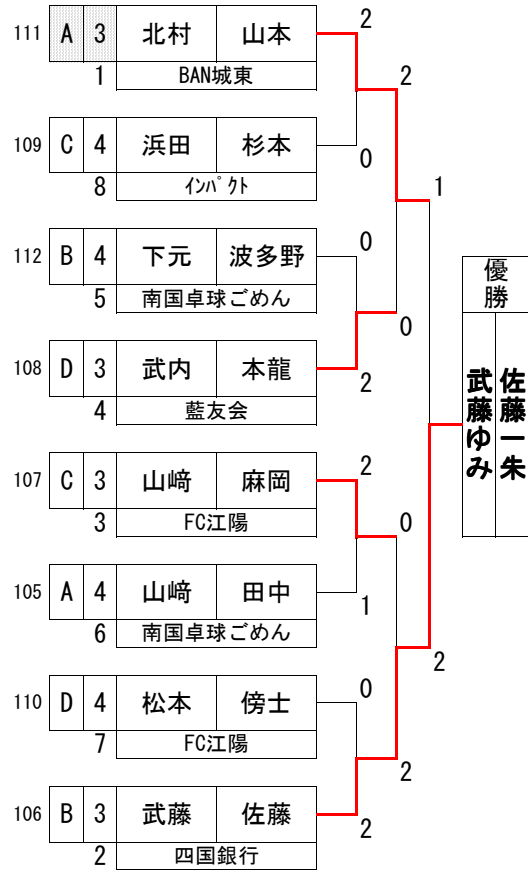 111 A 3 北村 山本 2
1 BAN城東 2
109 C 4 浜田 杉本 0
8 インパクト 1
112 B 4 下元 波多野 0
5 南国卓球ごめん 0
108 D 3 武内 本龍 2
4 藍友会
107 C 3 山﨑 麻岡 2
3 FC江陽 0
105 A 4 山﨑 田中 1
6 南国卓球ごめん 2
110 D 4 松本 傍士 0
7 FC江陽 2
106 B 3 武藤 佐藤 2
2 四国銀行
優勝
佐藤一朱
武藤ゆみ